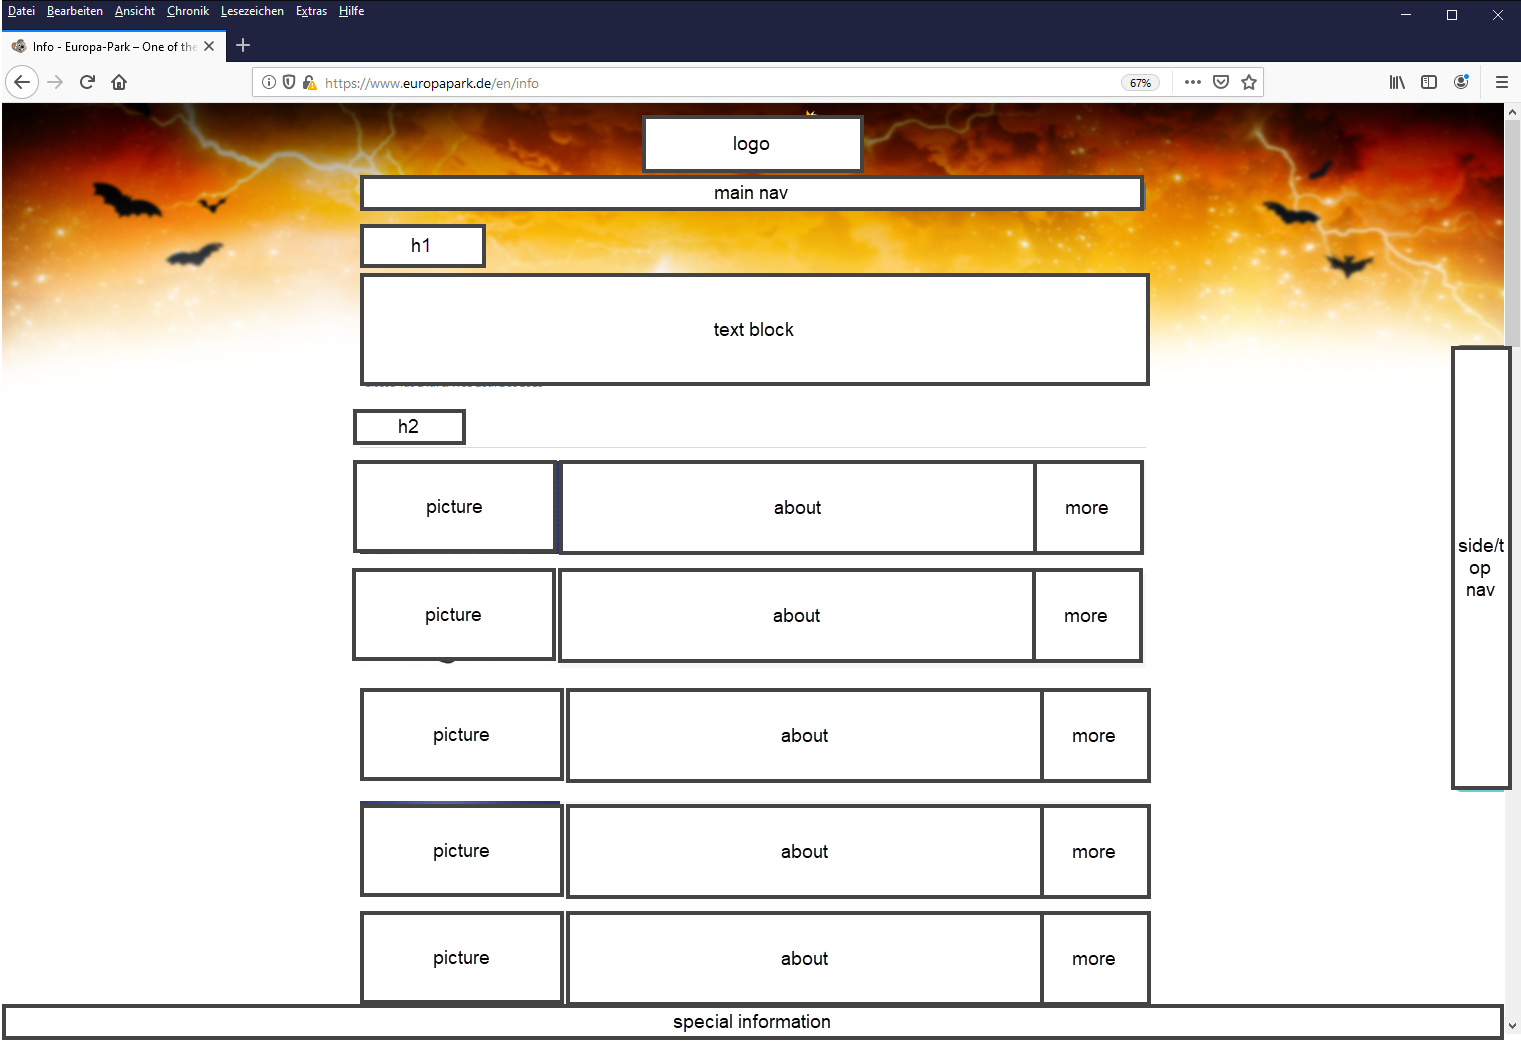 Datei Bearbeiten Ansicht Chronik Lesezeichen Extras Hilfe
Info - Europa-Park – One of the
https://www.europapark.de/en/info 67%
logo
main nav
h1
text block
h2
picture about more
picture about more
picture about more
picture about more
picture about more
side/t
op
nav
special information